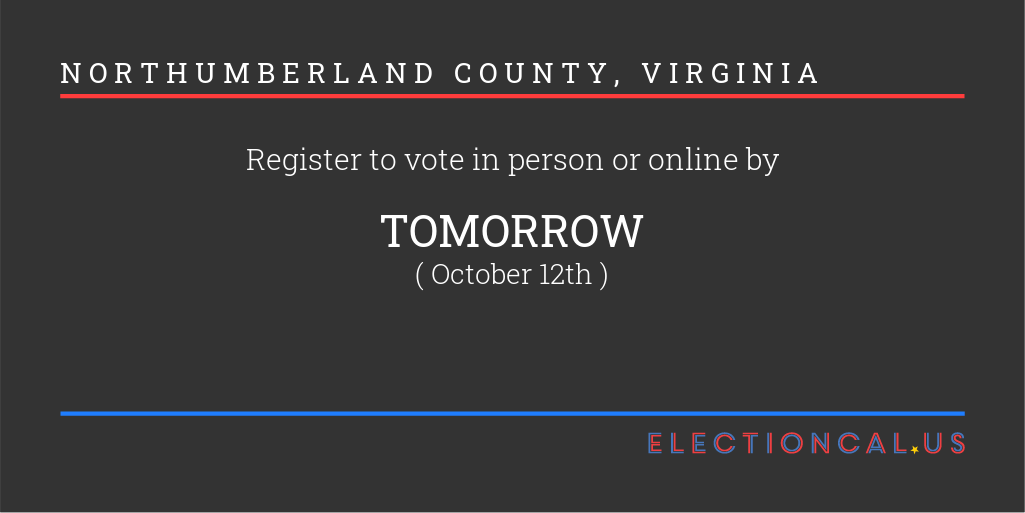 NORTHUMBERLAND COUNTY, VIRGINIA
Register to vote in person or online by
TOMORROW
( October 12th )
ELECTIONCAL.US